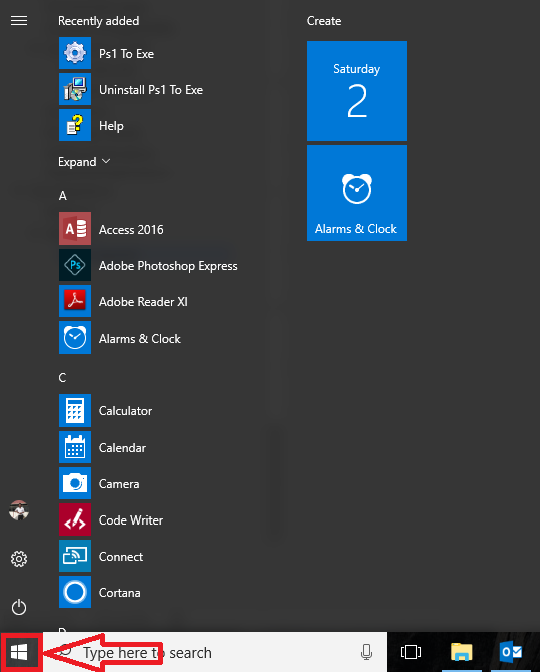 Recently added
Ps1 To Exe
Uninstall Ps1 To Exe
Help
Expand
A
Access 2016
Adobe Photoshop Express
Adobe Reader XI
Alarms & Clock
C
Calculator
Calendar
Camera
Code Writer
Connect
Cortana
D
Create
Saturday
2
Alarms & Clock
Type here to search